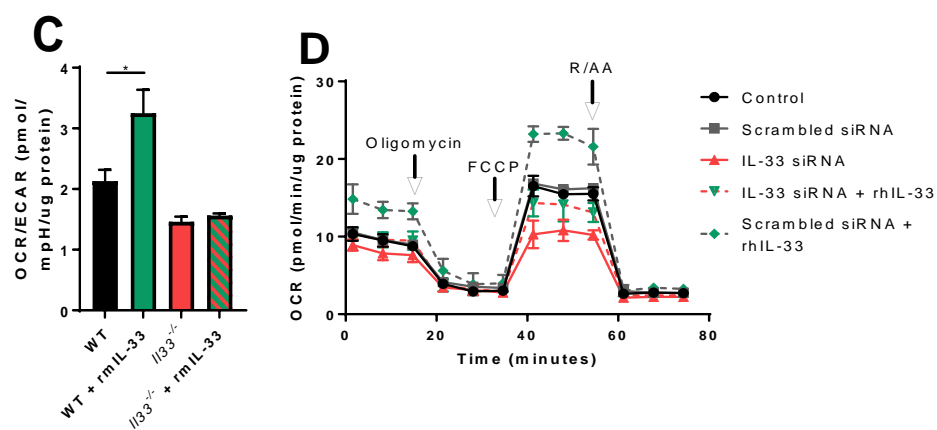 C
OCR/ECAR (pmol/
mpH/ug protein)
4
3
2
1
0
*
WT
WT + rmIL-33
Il33-/-
Il33-/- + rmIL-33
D
OCR (pmol/min/ug protein)
30
20
10
0
0 20 40 60 80
Time (minutes)
Oligomycin
FCCP
R/AA
Control
Scrambled siRNA
IL-33 siRNA
IL-33 siRNA + rhIL-33
Scrambled siRNA +
rhIL-33